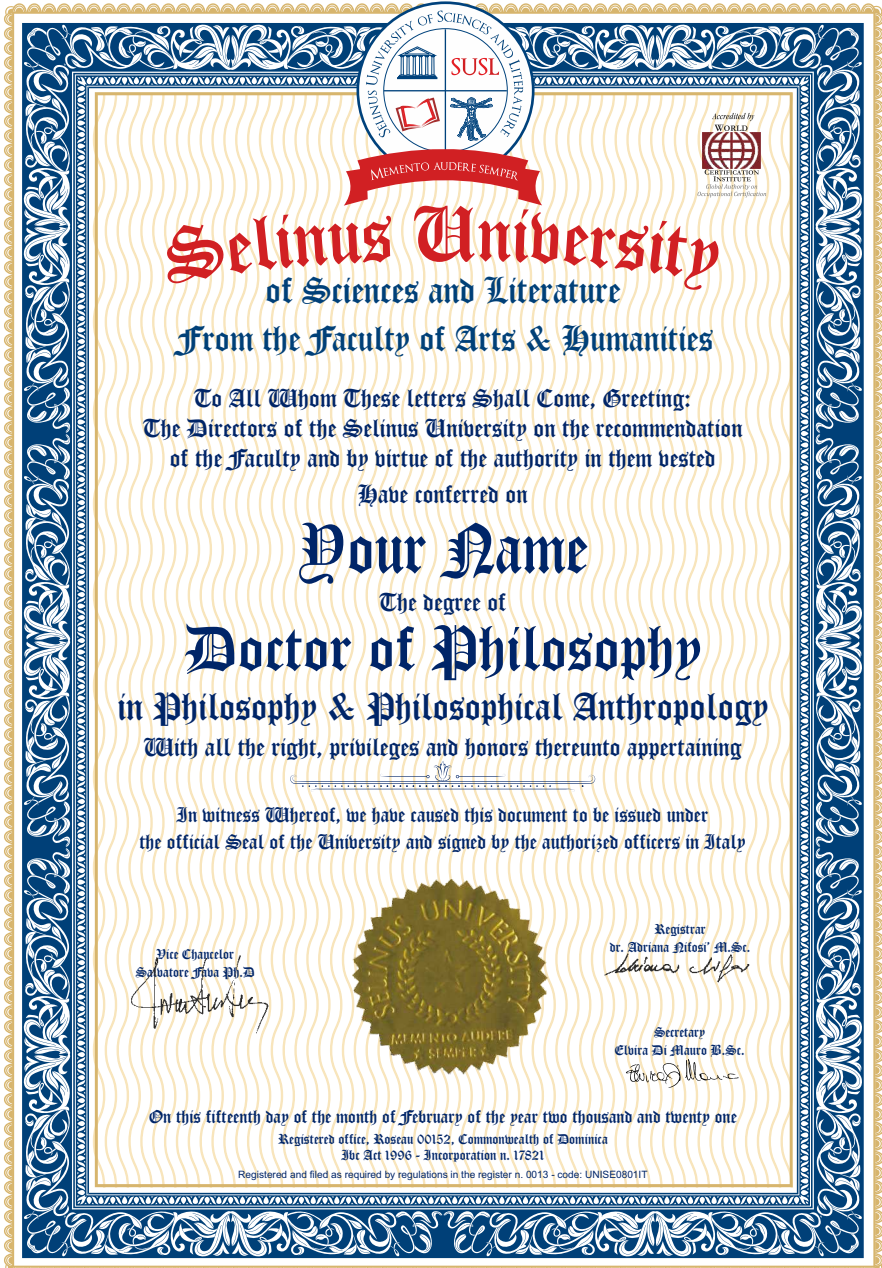 SELINUS UNIVERSITY OF SCIENCES AND LITERATURE
SUSL
MEMENTO AUDERE SEMPER
Accredited by
WORLD
CERTIFICATION
INSTITUTE
Global Authority on
Occupational Certification
Selinus University
of Sciences and Literature
From the Faculty of Arts & Humanities
To All Whom These letters Shall Come, Greeting:
The Directors of the Selinus University on the recommendation
of the Faculty and by virtue of the authority in them vested
Have conferred on
Your Name
The degree of
Doctor of Philosophy
in Philosophy & Philosophical Anthropology
With all the right, privileges and honors thereunto appertaining
In witness Whereof, we have caused this document to be issued under
the official Seal of the University and signed by the authorized officers in Italy
Vice Chancelor
Salvatore Fava Ph.D
SELINUS UNIVERSITY
MEMENTO AUDERE
SEMPER
Registrar
dr. Adriana Nifosi' M.Sc.
Secretary
Elvira Di Mauro B.Sc.
On this fifteenth day of the month of February of the year two thousand and twenty one
Registered office, Roseau 00152, Commonwealth of Dominica
Ibc Act 1996 - Incorporation n. 17821
Registered and filed as required by regulations in the register n. 0013 - code: UNISE0801IT